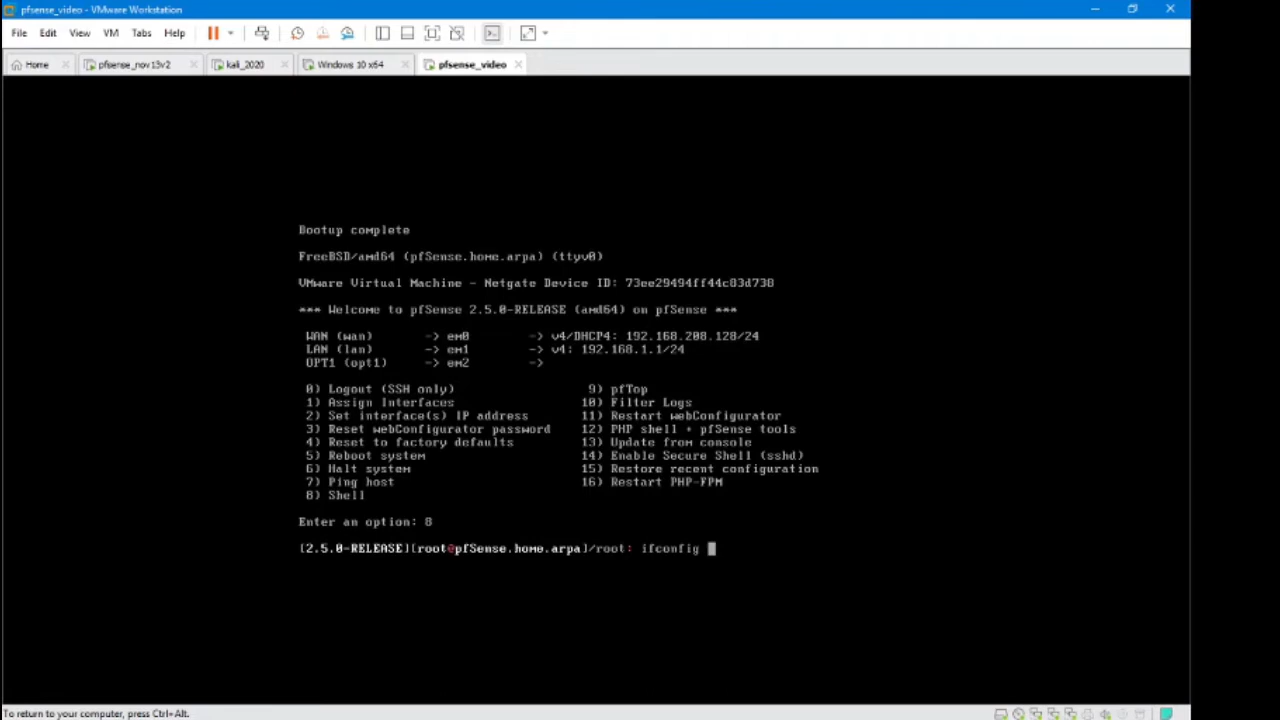 pfsense_video - VMware Workstation
File Edit View VM Tabs Help
Home pfsense_nov13v2 kali_2020 Windows 10 x64 pfsense_video
Bootup complete
FreeBSD/amd64 (pfSense.home.arpa) (ttyv0)
VMware Virtual Machine - Netgate Device ID: 73ee29494ff44c83d738
*** Welcome to pfSense 2.5.0-RELEASE (amd64) on pfSense ***
WAN (wan) -> em0 -> v4/DHCP4: 192.168.208.128/24
LAN (lan) -> em1 -> v4: 192.168.1.1/24
OPT1 (opt1) -> em2 ->
0) Logout (SSH only) 9) pfTop
1) Assign Interfaces 10) Filter Logs
2) Set interface(s) IP address 11) Restart webConfigurator
3) Reset webConfigurator password 12) PHP shell + pfSense tools
4) Reset to factory defaults 13) Update from console
5) Reboot system 14) Enable Secure Shell (sshd)
6) Halt system 15) Restore recent configuration
7) Ping host 16) Restart PHP-FPM
8) Shell
Enter an option: 8
[2.5.0-RELEASE][root@pfSense.home.arpa]/root: ifconfig
To return to your computer, press Ctrl+Alt.